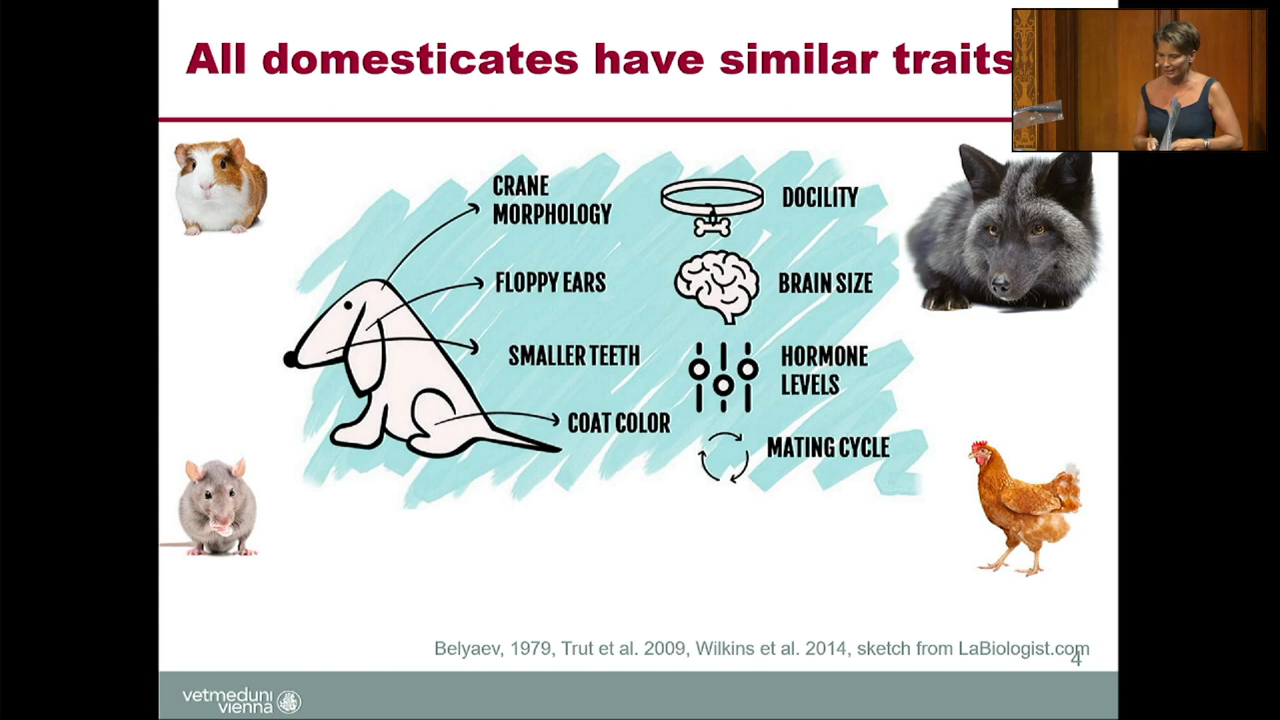 All domesticates have similar traits
CRANE
MORPHOLOGY
FLOPPY EARS
SMALLER TEETH
COAT COLOR
DOCILITY
BRAIN SIZE
HORMONE
LEVELS
MATING CYCLE
Belyaev, 1979, Trut et al. 2009, Wilkins et al. 2014, sketch from LaBiologist.com
4
vetmeduni
vienna